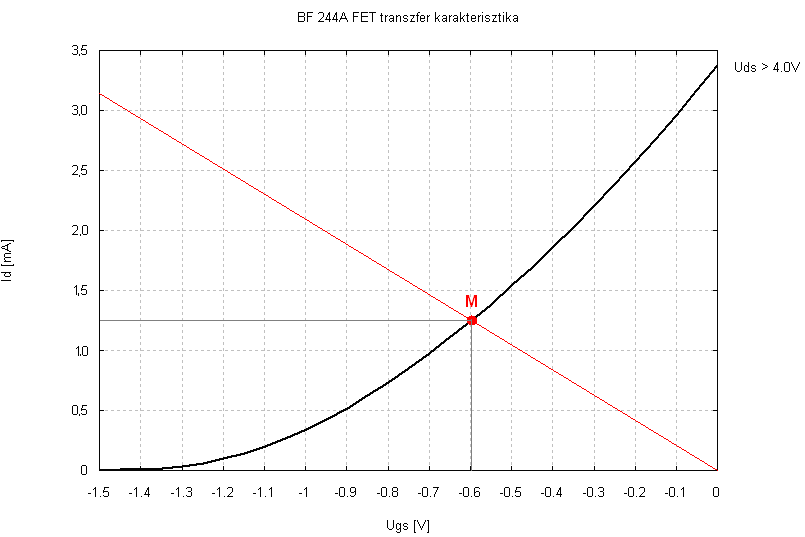 BF 244A FET transzfer karakterisztika
3,5
Uds > 4.0V
3,0
2,5
2,0
Id [mA]
1,5
M
1,0
0,5
0
-1.5 -1.4 -1.3 -1.2 -1.1 -1 -0.9 -0.8 -0.7 -0.6 -0.5 -0.4 -0.3 -0.2 -0.1 0
Ugs [V]